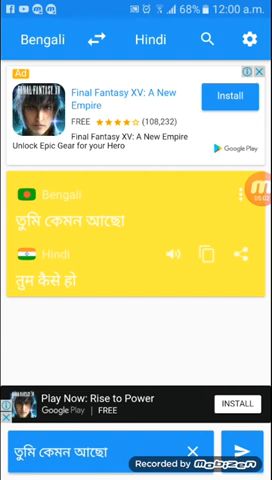 68% 12:00 a.m.
Bengali Hindi
Ad
Final Fantasy XV: A New
Empire
FREE (108,232)
Install
Final Fantasy XV: A New Empire
Unlock Epic Gear for your Hero
Google Play
Bengali
তুমি কেমন আছো
Hindi
तुम कैसे हो
Play Now: Rise to Power
Google Play | FREE
INSTALL
তুমি কেমন আছো
Recorded by mobizen